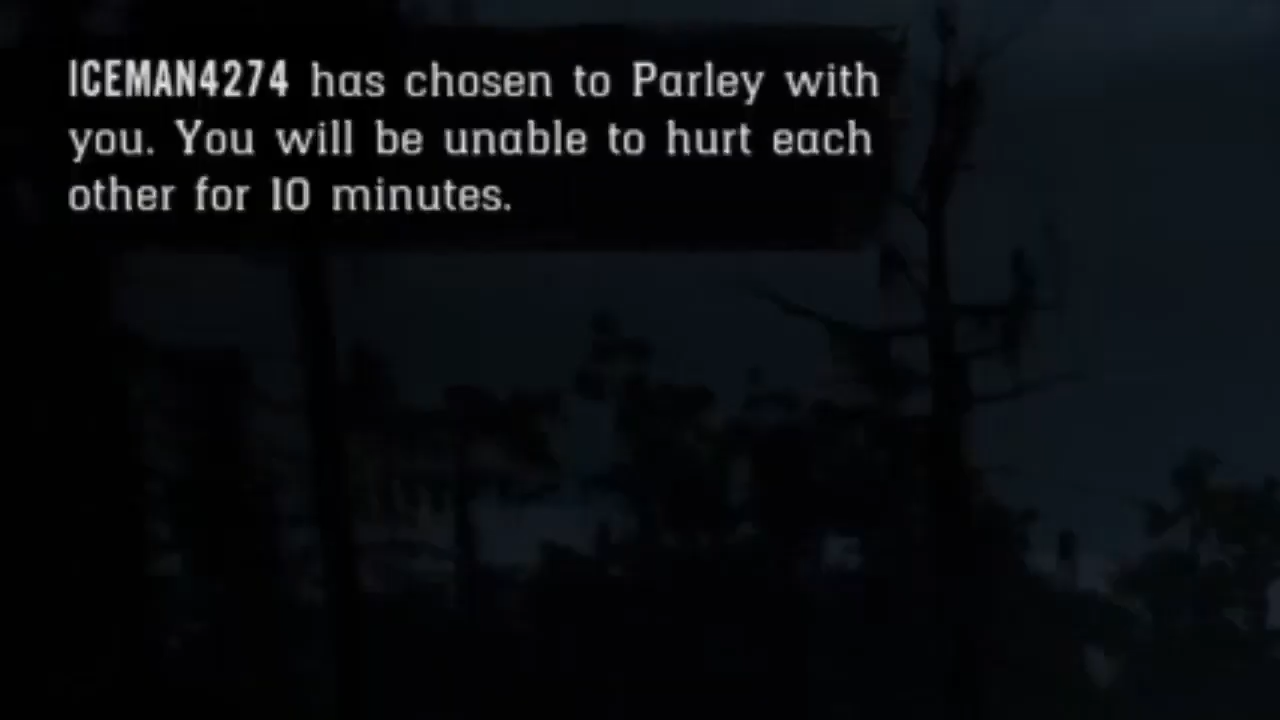 ICEMAN4274 has chosen to Parley with
you. You will be unable to hurt each
other for 10 minutes.